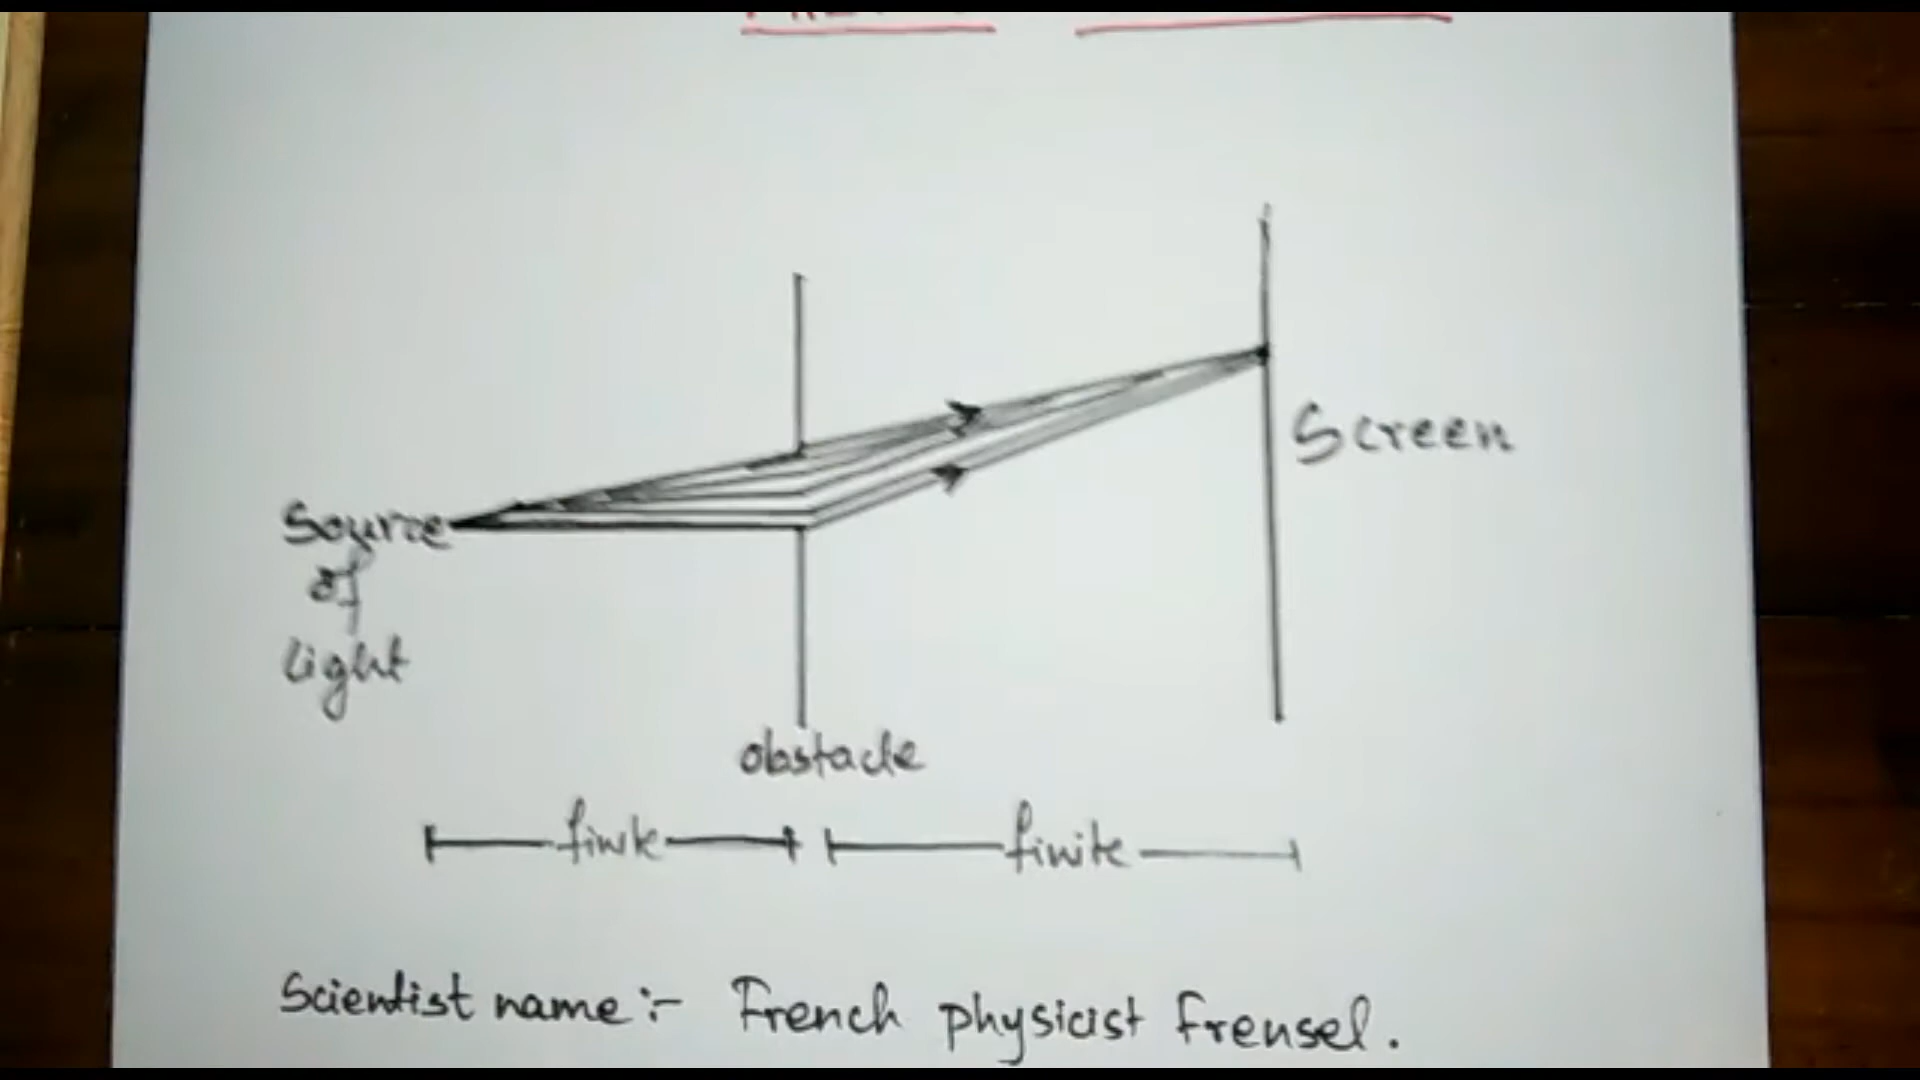 Screen
Source
of
light
obstacle
finite finite
Scientist name:- French physicist Frensel.